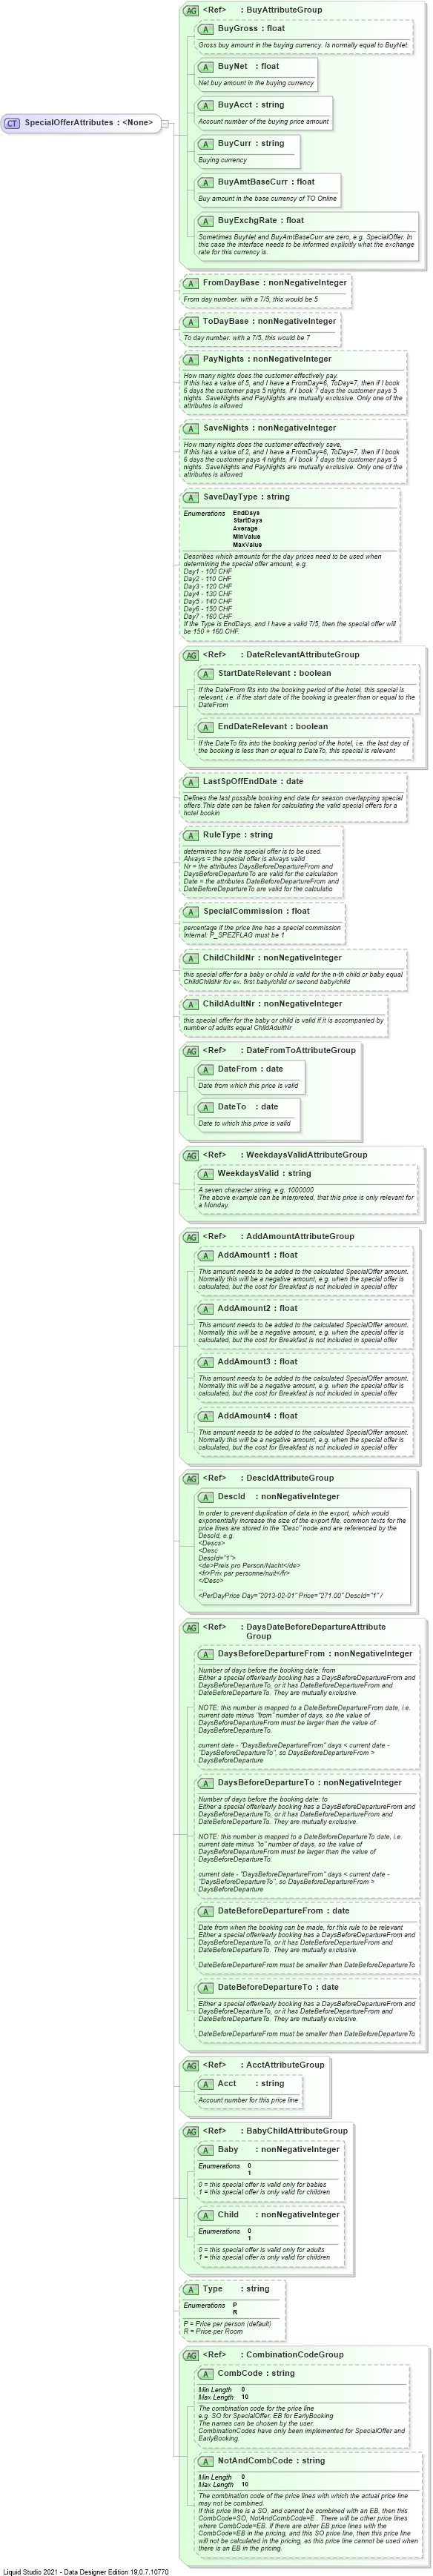 AG <Ref> : BuyAttributeGroup
A BuyGross : float
Gross buy amount in the buying currency. Is normally equal to BuyNet.
A BuyNet : float
Net buy amount in the buying currency
A BuyAcct : string
Account number of the buying price amount
CT SpecialOfferAttributes : <None>
A BuyCurr : string
Buying currency
A BuyAmtBaseCurr : float
Buy amount in the base currency of TO Online
A BuyExchgRate : float
Sometimes BuyNet and BuyAmtBaseCurr are zero, e.g. SpecialOffer. In
this case the interface needs to be informed explicitly what the exchange
rate for this currency is.
A FromDayBase : nonNegativeInteger
From day number. with a 7/5, this would be 5
A ToDayBase : nonNegativeInteger
To day number. with a 7/5, this would be 7
A PayNights : nonNegativeInteger
How many nights does the customer effectively pay.
If this has a value of 5, and I have a FromDay=6, ToDay=7, then if I book
6 days the customer pays 5 nights, if I book 7 days the customer pays 5
nights. SaveNights and PayNights are mutually exclusive. Only one of the
attributes is allowed
A SaveNights : nonNegativeInteger
How many nights does the customer effectively save,
If this has a value of 2, and I have a FromDay=6, ToDay=7, then if I book
6 days the customer pays 4 nights, if I book 7 days the customer pays 5
nights. SaveNights and PayNights are mutually exclusive. Only one of the
attributes is allowed
A SaveDayType : string
Enumerations EndDays
StartDays
Average
MinValue
MaxValue
Describes which amounts for the day prices need to be used when
determining the special offer amount, e.g.
Day1 - 100 CHF
Day2 - 110 CHF
Day3 - 120 CHF
Day4 - 130 CHF
Day5 - 140 CHF
Day6 - 150 CHF
Day7 - 160 CHF
If the Type is EndDays, and I have a valid 7/5, then the special offer will
be 150 + 160 CHF.
AG <Ref> : DateRelevantAttributeGroup
A StartDateRelevant : boolean
If the DateFrom fits into the booking period of the hotel, this special is
relevant, i.e. if the start date of the booking is greater than or equal to the
DateFrom
A EndDateRelevant : boolean
If the DateTo fits into the booking period of the hotel, i.e. the last day of
the booking is less than or equal to DateTo, this special is relevant
A LastSpOffEndDate : date
Defines the last possible booking end date for season overlapping special
offers.This date can be taken for calculating the valid special offers for a
hotel bookin
A RuleType : string
determines how the special offer is to be used.
Always = the special offer is always valid
Nr = the attributes DaysBeforeDepartureFrom and
DaysBeforeDepartureTo are valid for the calculation
Date = the attributes DateBeforeDepartureFrom and
DateBeforeDepartureTo are valid for the calculatio
A SpecialCommission : float
percentage if the price line has a special commission
Internal: P_SPEZFLAG must be 1
A ChildChildNr : nonNegativeInteger
this special offer for a baby or child is valid for the n-th child or baby equal
ChildChildNr for ex. first baby/child or second baby/child
A ChildAdultNr : nonNegativeInteger
this special offer for the baby or child is valid if it is accompanied by
number of adults equal ChildAdultNr
AG <Ref> : DateFromToAttributeGroup
A DateFrom : date
Date from which this price is valid
A DateTo : date
Date to which this price is valid
AG <Ref> : WeekdaysValidAttributeGroup
A WeekdaysValid : string
A seven character string, e.g. 1000000
The above example can be interpreted, that this price is only relevant for
a Monday.
AG <Ref> : AddAmountAttributeGroup
A AddAmount1 : float
This amount needs to be added to the calculated SpecialOffer amount.
Normally this will be a negative amount, e.g. when the special offer is
calculated, but the cost for Breakfast is not included in special offer
A AddAmount2 : float
This amount needs to be added to the calculated SpecialOffer amount.
Normally this will be a negative amount, e.g. when the special offer is
calculated, but the cost for Breakfast is not included in special offer
A AddAmount3 : float
This amount needs to be added to the calculated SpecialOffer amount.
Normally this will be a negative amount, e.g. when the special offer is
calculated, but the cost for Breakfast is not included in special offer
A AddAmount4 : float
This amount needs to be added to the calculated SpecialOffer amount.
Normally this will be a negative amount, e.g. when the special offer is
calculated, but the cost for Breakfast is not included in special offer
AG <Ref> : DescIdAttributeGroup
A DescId : nonNegativeInteger
In order to prevent duplication of data in the export, which would
exponentially increase the size of the export file, common texts for the
price lines are stored in the "Desc" node and are referenced by the
DescId, e.g.
<Descs>
<Desc
DescId="1">
<de>Preis pro Person/Nacht</de>
<fr>Prix par personne/nuit</fr>
</Desc>
...
<PerDayPrice Day="2013-02-01" Price="271.00" DescId="1" /
AG <Ref> : DaysDateBeforeDepartureAttribute
Group
A DaysBeforeDepartureFrom : nonNegativeInteger
Number of days before the booking date: from
Either a special offer/early booking has a DaysBeforeDepartureFrom and
DaysBeforeDepartureTo, or it has DateBeforeDepartureFrom and
DateBeforeDepartureTo. They are mutually exclusive.
NOTE: this number is mapped to a DateBeforeDepartureFrom date, i.e.
current date minus "from" number of days, so the value of
DaysBeforeDepartureFrom must be larger than the value of
DaysBeforeDepartureTo.
current date - "DaysBeforeDepartureFrom" days < current date -
"DaysBeforeDepartureTo", so DaysBeforeDepartureFrom >
DaysBeforeDeparture
A DaysBeforeDepartureTo : nonNegativeInteger
Number of days before the booking date: to
Either a special offer/early booking has a DaysBeforeDepartureFrom and
DaysBeforeDepartureTo, or it has DateBeforeDepartureFrom and
DateBeforeDepartureTo. They are mutually exclusive.
NOTE: this number is mapped to a DateBeforeDepartureTo date, i.e.
current date minus "to" number of days, so the value of
DaysBeforeDepartureFrom must be larger than the value of
DaysBeforeDepartureTo.
current date - "DaysBeforeDepartureFrom" days < current date -
"DaysBeforeDepartureTo", so DaysBeforeDepartureFrom >
DaysBeforeDeparture
A DateBeforeDepartureFrom : date
Date from when the booking can be made, for this rule to be relevant
Either a special offer/early booking has a DaysBeforeDepartureFrom and
DaysBeforeDepartureTo, or it has DateBeforeDepartureFrom and
DateBeforeDepartureTo. They are mutually exclusive.
DateBeforeDepartureFrom must be smaller than DateBeforeDepartureTo
A DateBeforeDepartureTo : date
Either a special offer/early booking has a DaysBeforeDepartureFrom and
DaysBeforeDepartureTo, or it has DateBeforeDepartureFrom and
DateBeforeDepartureTo. They are mutually exclusive.
DateBeforeDepartureFrom must be smaller than DateBeforeDepartureTo
AG <Ref> : AcctAttributeGroup
A Acct : string
Account number for this price line
AG <Ref> : BabyChildAttributeGroup
A Baby : nonNegativeInteger
Enumerations 0
1
0 = this special offer is valid only for babies
1 = this special offer is only valid for children
A Child : nonNegativeInteger
Enumerations 0
1
0 = this special offer is valid only for adults
1 = this special offer is only valid for children
A Type : string
Enumerations P
R
P = Price per person (default)
R = Price per Room
AG <Ref> : CombinationCodeGroup
A CombCode : string
Min Length 0
Max Length 10
The combination code for the price line
e.g. SO for SpecialOffer, EB for EarlyBooking
The names can be chosen by the user.
CombinationCodes have only been implemented for SpecialOffer and
EarlyBooking.
A NotAndCombCode : string
Min Length 0
Max Length 10
The combination code of the price lines with which the actual price line
may not be combined.
If this price line is a SO, and cannot be combined with an EB, then this
CombCode=SO, NotAndCombCode=E . There will be other price lines
where CombCode=EB. If there are other EB price lines with the
CombCode=EB in the pricing, and this SO price line, then this price line
will not be calculated in the pricing, as this price line cannot be used when
there is an EB in the pricing.
Liquid Studio 2021 - Data Designer Edition 19.0.7.10770